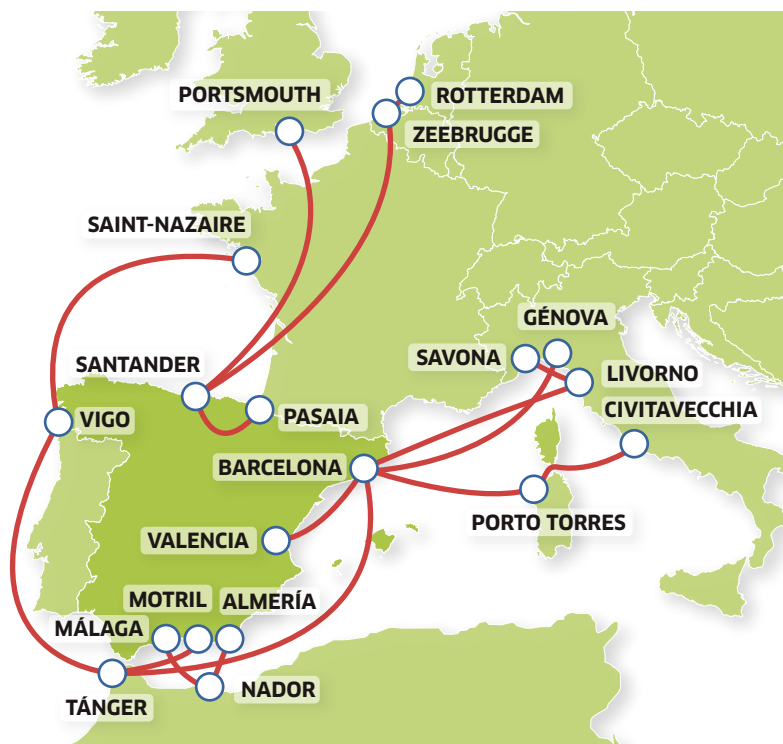 PORTSMOUTH
ROTTERDAM
ZEEBRUGGE
SAINT-NAZAIRE
GÉNOVA
SAVONA
SANTANDER
LIVORNO
CIVITAVECCHIA
VIGO
PASAIA
BARCELONA
PORTO TORRES
VALENCIA
MOTRIL
ALMERÍA
MÁLAGA
NADOR
TÁNGER